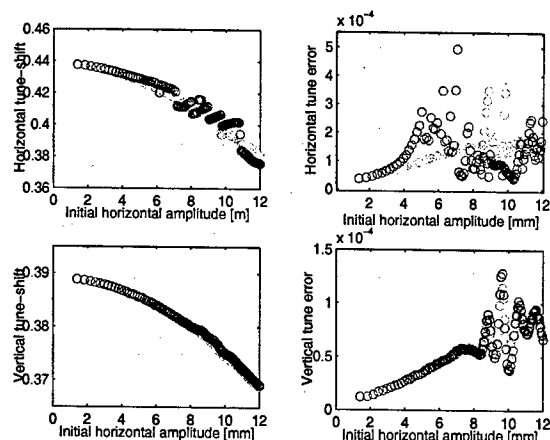 0.46
0.44
0.42
0.4
0.38
0.36
Horizontal tune-shift
0 2 4 6 8 10 12
Initial horizontal amplitude [m]
x 10-4
5
4
3
2
1
0
Horizontal tune error
0 2 4 6 8 10 12
Initial horizontal amplitude [mm]
0.39
0.38
0.37
Vertical tune-shift
0 2 4 6 8 10 12
Initial horizontal amplitude [mm]
x 10-4
1.5
1
0.5
0
Vertical tune error
0 2 4 6 8 10 12
Initial horizontal amplitude [mm]